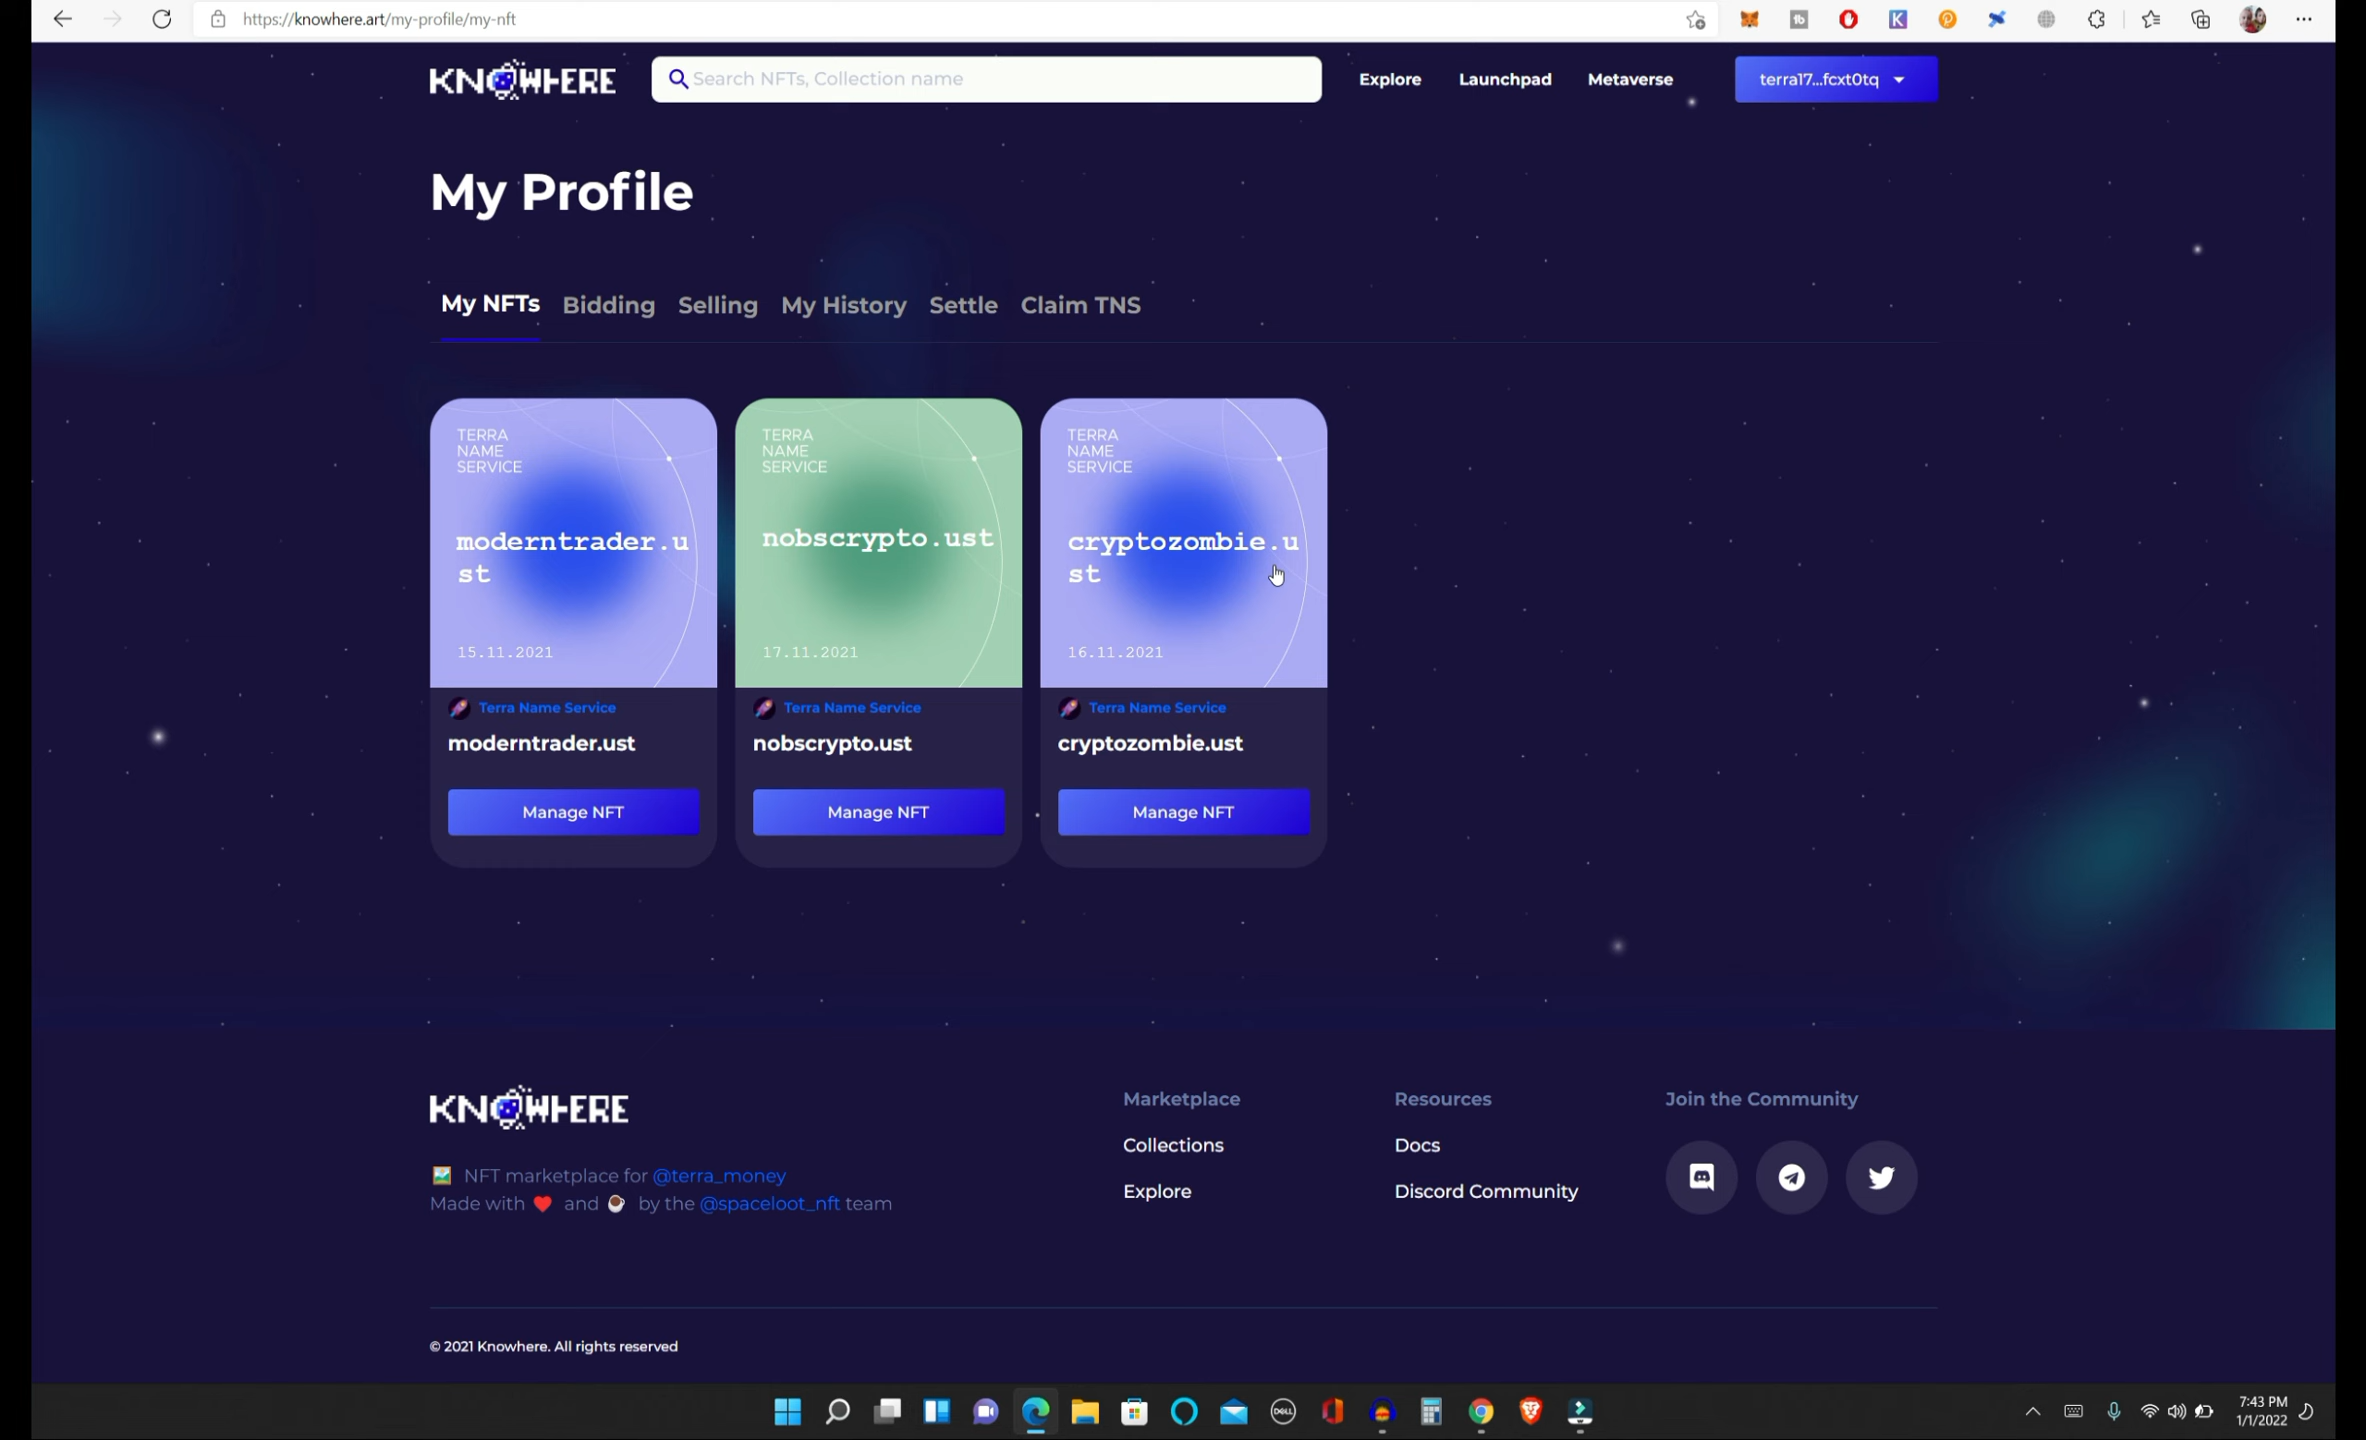 https://knowhere.art/my-profile/my-nft
KNOWHERE
Search NFTs, Collection name
Explore
Launchpad
Metaverse
terra17...fcxt0tq
My Profile
My NFTs
Bidding
Selling
My History
Settle
Claim TNS
TERRA
NAME
SERVICE
moderntrader.u
st
15.11.2021
Terra Name Service
moderntrader.ust
Manage NFT
TERRA
NAME
SERVICE
nobscrypto.ust
17.11.2021
Terra Name Service
nobscrypto.ust
Manage NFT
TERRA
NAME
SERVICE
cryptozombie.u
st
16.11.2021
Terra Name Service
cryptozombie.ust
Manage NFT
KNOWHERE
NFT marketplace for @terra_money
Made with ❤️ and ☕ by the @spaceloot_nft team
Marketplace
Collections
Explore
Resources
Docs
Discord Community
Join the Community
© 2021 Knowhere. All rights reserved
DELL
7:43 PM
1/1/2022